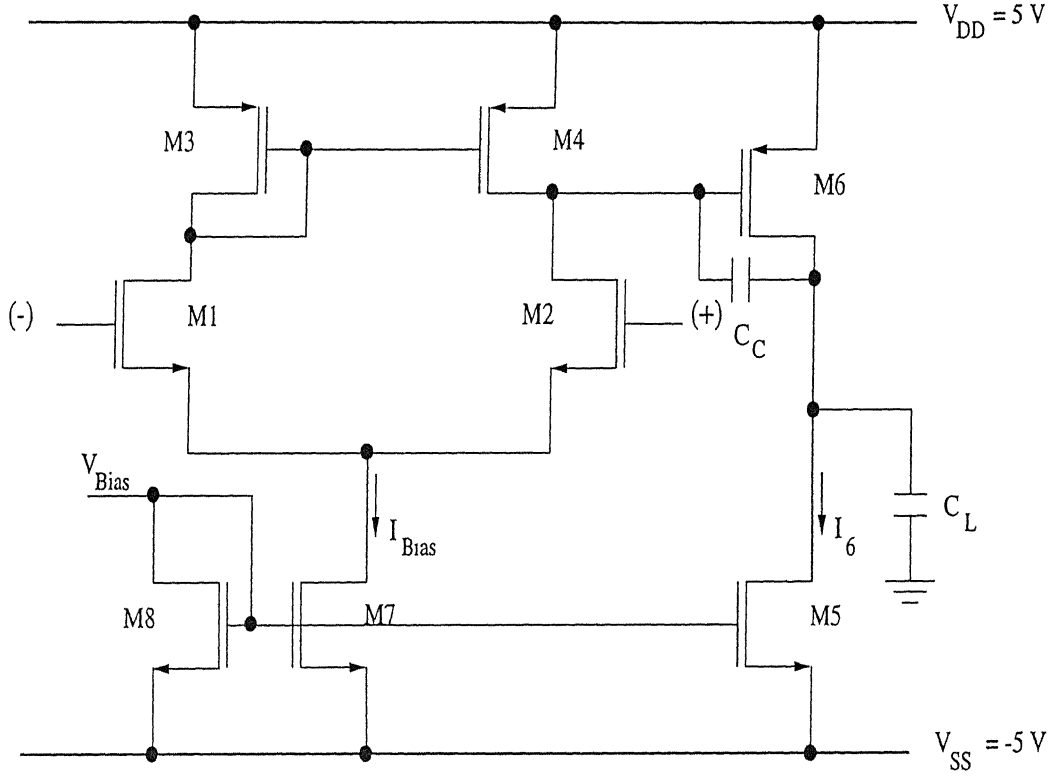 V_DD = 5 V
M3
M4
M6
(-)
M1
M2
(+)
C_C
V_Bias
I_Bias
I_6
C_L
M8
M7
M5
V_SS = -5 V